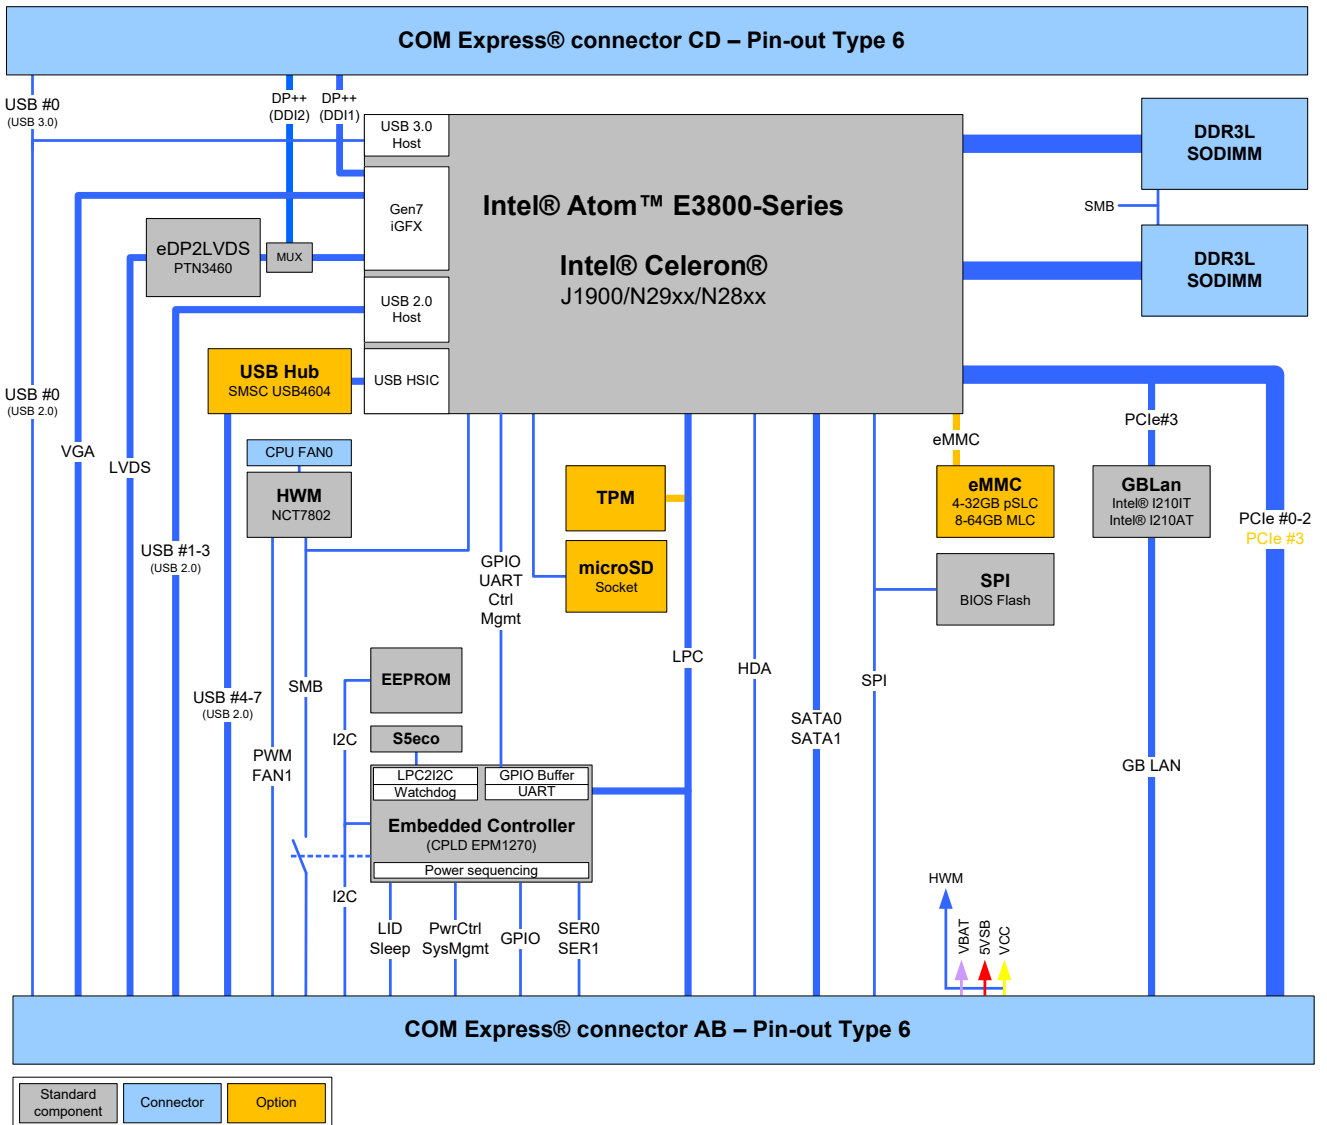 COM Express® connector CD – Pin-out Type 6
USB #0
(USB 3.0)
DP++
(DDI2)
DP++
(DDI1)
USB 3.0
Host
Gen7
iGFX
USB 2.0
Host
USB HSIC
Intel® Atom™ E3800-Series
Intel® Celeron®
J1900/N29xx/N28xx
DDR3L
SODIMM
SMB
DDR3L
SODIMM
eDP2LVDS
PTN3460
MUX
USB Hub
SMSC USB4604
USB #0
(USB 2.0)
VGA
LVDS
CPU FAN0
HWM
NCT7802
USB #1-3
(USB 2.0)
GPIO
UART
Ctrl
Mgmt
TPM
microSD
Socket
eMMC
eMMC
4-32GB pSLC
8-64GB MLC
PCIe#3
GBLan
Intel® I210IT
Intel® I210AT
PCIe #0-2
PCIe #3
SPI
BIOS Flash
USB #4-7
(USB 2.0)
SMB
EEPROM
I2C
S5eco
PWM
FAN1
LPC
HDA
SATA0
SATA1
SPI
GB LAN
LPC2I2C
Watchdog
GPIO Buffer
UART
Embedded Controller
(CPLD EPM1270)
Power sequencing
I2C
LID
Sleep
PwrCtrl
SysMgmt
GPIO
SER0
SER1
HWM
VBAT
5VSB
VCC
COM Express® connector AB – Pin-out Type 6
Standard
component
Connector
Option